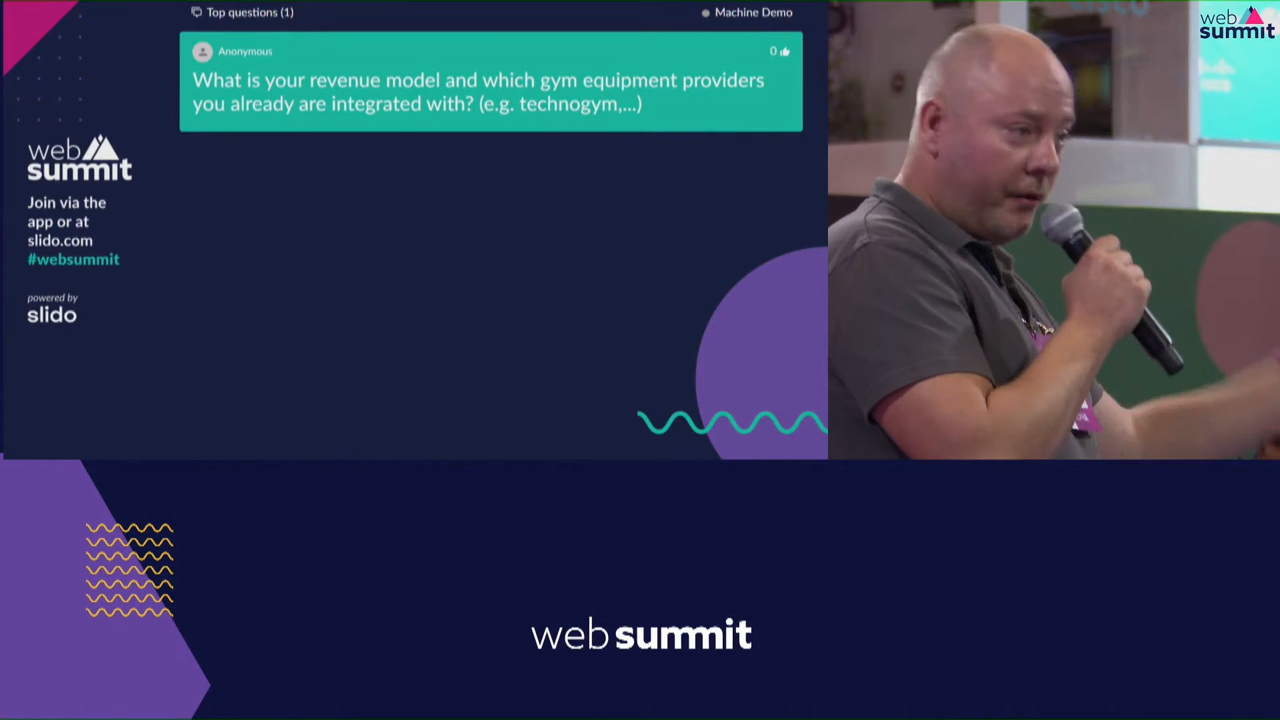 Top questions (1)
Machine Demo
Anonymous
0
What is your revenue model and which gym equipment providers
you already are integrated with? (e.g. technogym,...)
web
summit
Join via the
app or at
slido.com
#websummit
powered by
slido
web
summit
web summit